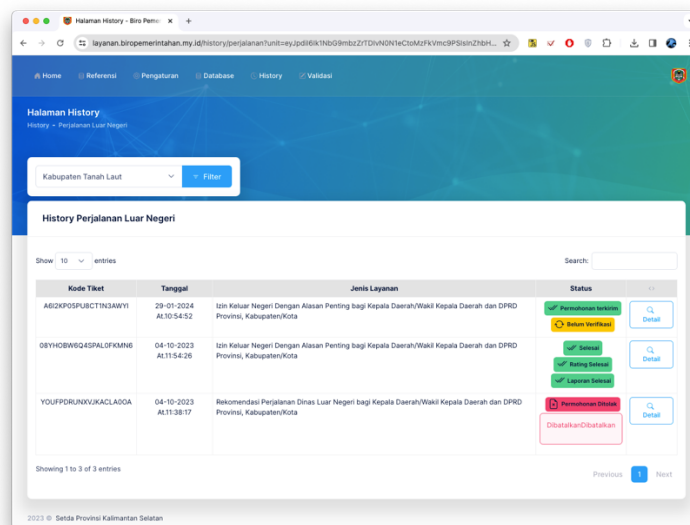 Halaman History - Biro Pemer
layanan.biropemerintahan.my.id/history/perjalanan?unit=
Home Referensi Pengaturan Database History Validasi
Halaman History
History - Perjalanan Luar Negeri
Kabupaten Tanah Laut Filter
History Perjalanan Luar Negeri
Show 10 entries Search:
Kode Tiket Tanggal Jenis Layanan Status
A6I2KP05PU8CT1N3AWYI 29-01-2024 Izin Keluar Negeri Dengan Alasan Penting bagi Kepala Daerah/Wakil Kepala Daerah dan DPRD Permohonan terkirim
At.10:54:52 Provinsi, Kabupaten/Kota Belum Verifikasi Detail
08YHOBW6Q4SPAL0FKMN6 04-10-2023 Izin Keluar Negeri Dengan Alasan Penting bagi Kepala Daerah/Wakil Kepala Daerah dan DPRD Selesai
At.11:54:26 Provinsi, Kabupaten/Kota Rating Selesai Detail
Laporan Selesai
YOUFPDRUNXVJKACLA0OA 04-10-2023 Rekomendasi Perjalanan Dinas Luar Negeri bagi Kepala Daerah/Wakil Kepala Daerah dan DPRD Permohonan Ditolak
At.11:38:17 Provinsi, Kabupaten/Kota Detail
DibatalkanDibatalkan
Showing 1 to 3 of 3 entries Previous 1 Next
2023 © Setda Provinsi Kalimantan Selatan